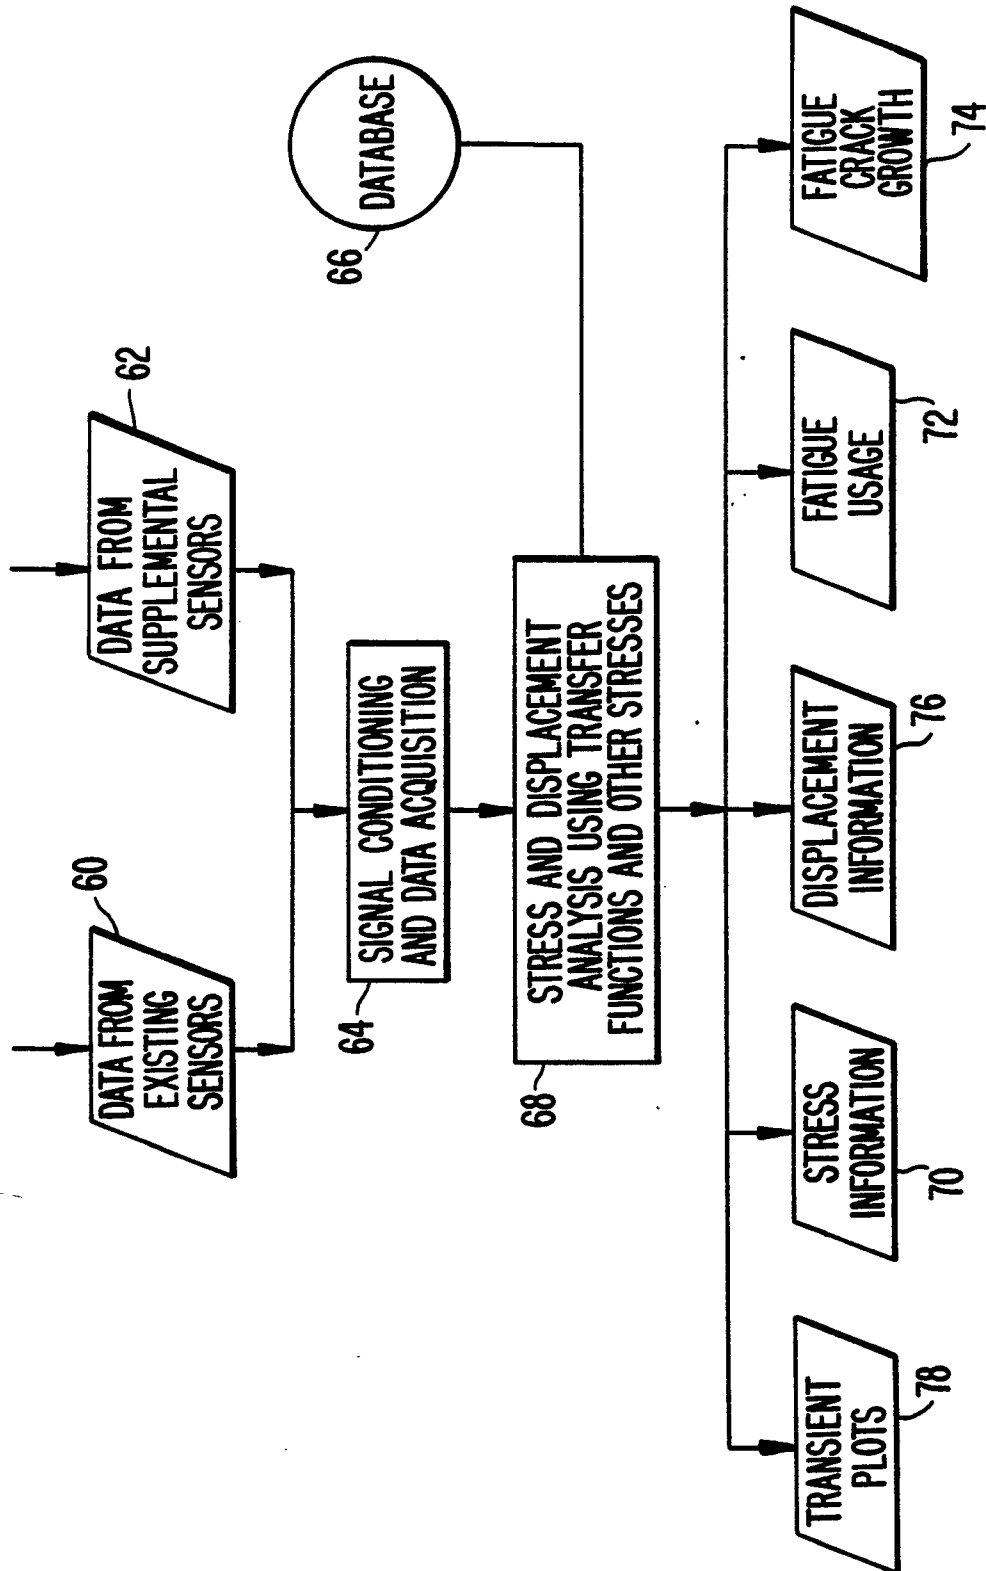 60
DATA FROM
EXISTING
SENSORS
62
DATA FROM
SUPPLEMENTAL
SENSORS
64
SIGNAL CONDITIONING
AND DATA ACQUISITION
66
DATABASE
68
STRESS AND DISPLACEMENT
ANALYSIS USING TRANSFER
FUNCTIONS AND OTHER STRESSES
TRANSIENT
PLOTS
78
STRESS
INFORMATION
70
DISPLACEMENT
INFORMATION
76
FATIGUE
USAGE
72
FATIGUE
CRACK
GROWTH
74